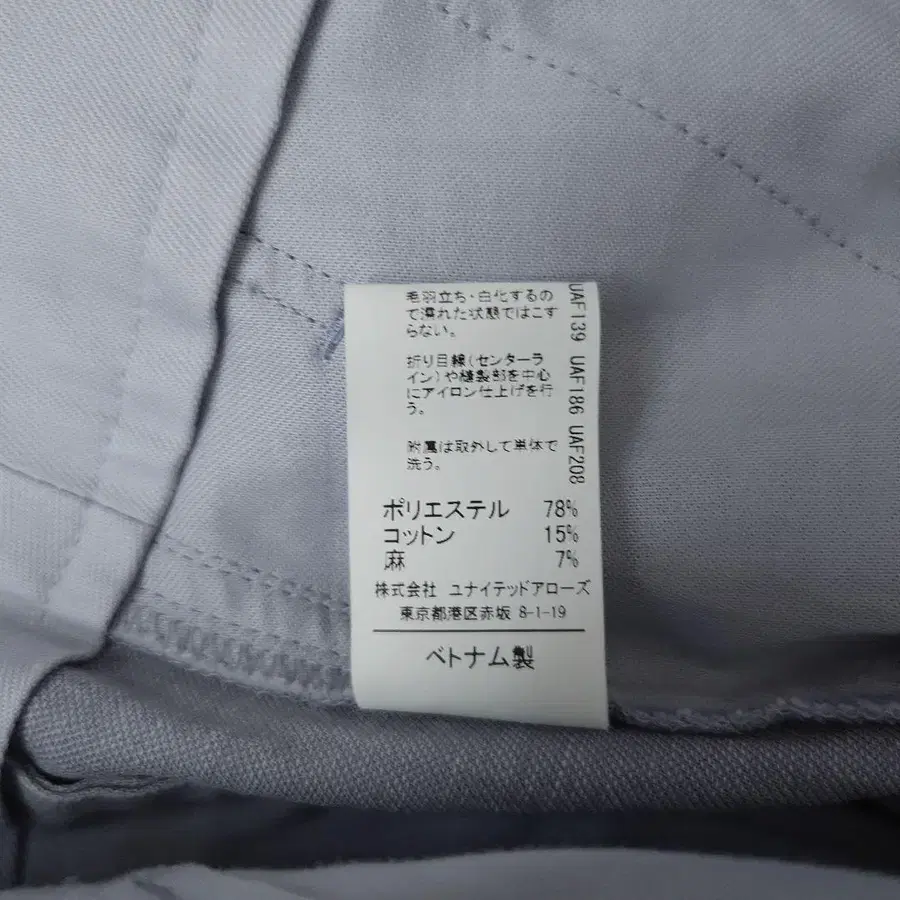 毛羽立ち・白化するの
で濡れた状態ではこす
らない。
折り目線(センターラ
イン)や縫製部を中心
にアイロン仕上げを行
う。
附属は取外して単体で
洗う。
UAF139 UAF186 UAF208
ポリエステル 78%
コットン 15%
麻 7%
株式会社 ユナイテッドアローズ
東京都港区赤坂 8-1-19
ベトナム製